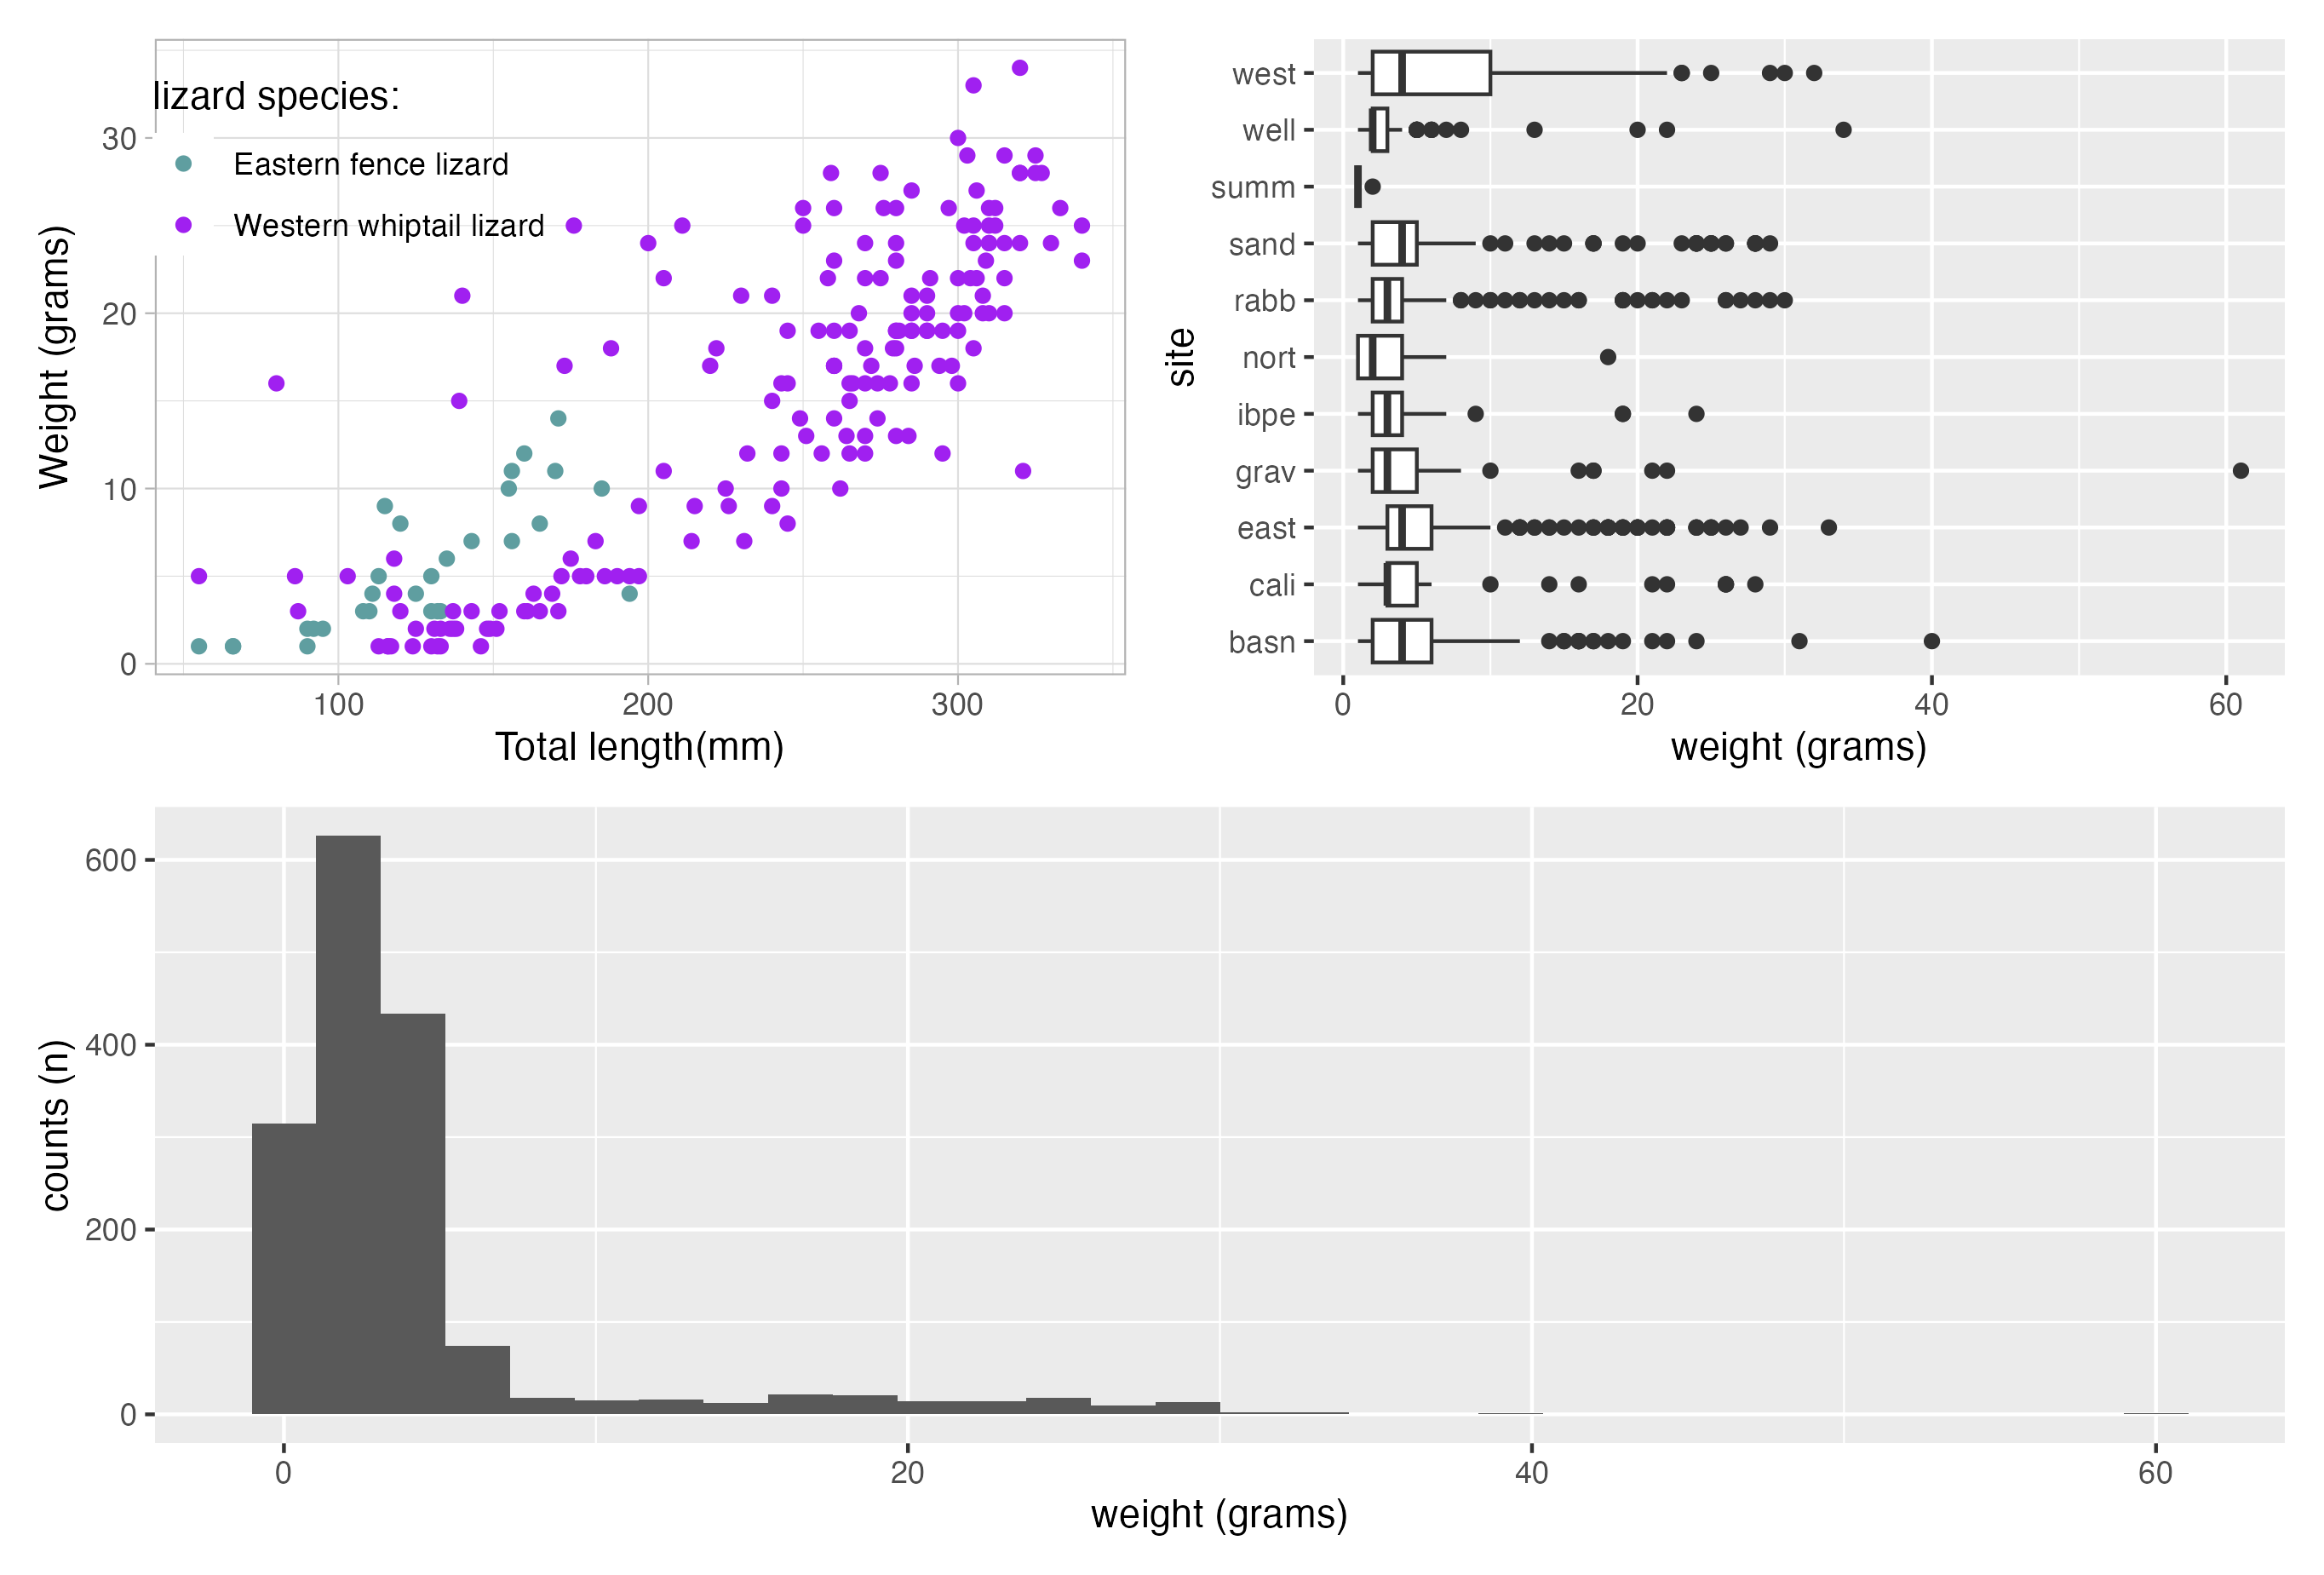 lizard species:
Eastern fence lizard
Western whiptail lizard
Weight (grams)
30
20
10
0
100 200 300
Total length(mm)
site
west
well
summ
sand
rabb
nort
ibpe
grav
east
cali
basn
0 20 40 60
weight (grams)
counts (n)
600
400
200
0
0 20 40 60
weight (grams)